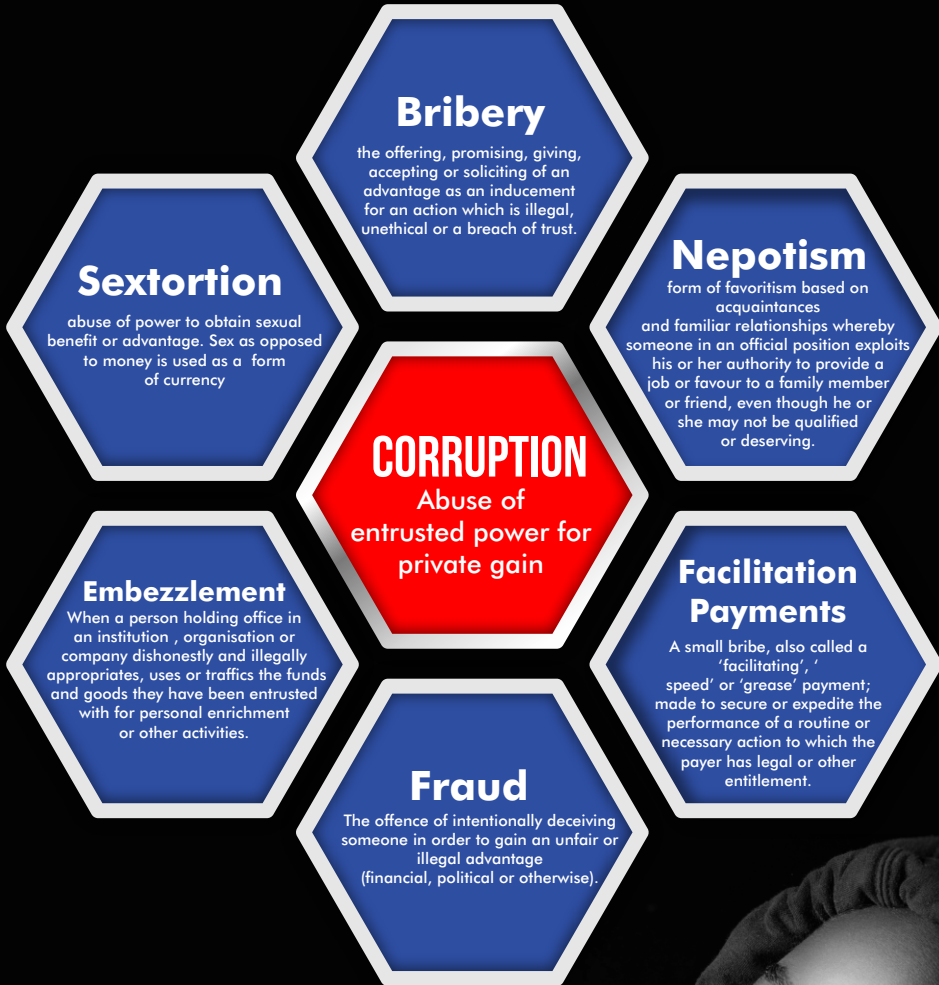 Bribery
the offering, promising, giving,
accepting or soliciting of an
advantage as an inducement
for an action which is illegal,
unethical or a breach of trust.
Sextortion
abuse of power to obtain sexual
benefit or advantage. Sex as opposed
to money is used as a  form
of currency
Nepotism
form of favoritism based on
acquaintances
and familiar relationships whereby
someone in an official position exploits
his or her authority to provide a
job or favour to a family member
or friend, even though he or
she may not be qualified
or deserving.
CORRUPTION
Abuse of
entrusted power for
private gain
Embezzlement
When a person holding office in
an institution , organisation or
company dishonestly and illegally
appropriates, uses or traffics the funds
and goods they have been entrusted
with for personal enrichment
or other activities.
Facilitation
Payments
A small bribe, also called a
‘facilitating’, ‘
speed’ or ‘grease’ payment;
made to secure or expedite the
performance of a routine or
necessary action to which the
payer has legal or other
entitlement.
Fraud
The offence of intentionally deceiving
someone in order to gain an unfair or
illegal advantage
(financial, political or otherwise).